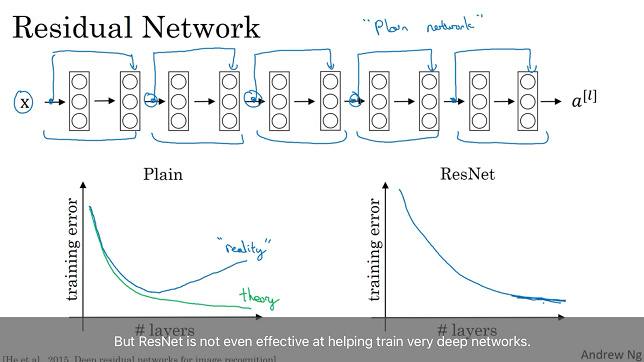 Residual Network
"Plain network"
x
a[l]
Plain
ResNet
training error
"reality"
theory
# layers
training error
# layers
But ResNet is not even effective at helping train very deep networks.
[He et al., 2015. Deep residual networks for image recognition]
Andrew Ng